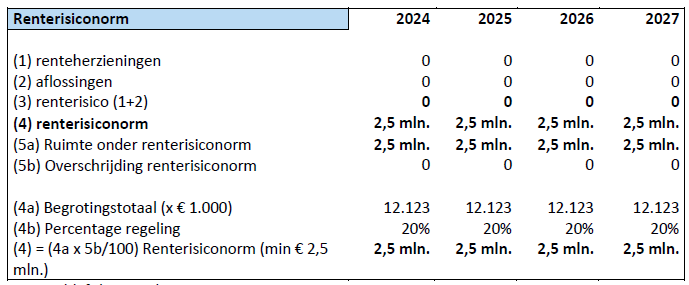 Renterisiconorm 2024 2025 2026 2027
(1) renteherzieningen 0 0 0 0
(2) aflossingen 0 0 0 0
(3) renterisico (1+2) 0 0 0 0
(4) renterisiconorm 2,5 mln. 2,5 mln. 2,5 mln. 2,5 mln.
(5a) Ruimte onder renterisiconorm 2,5 mln. 2,5 mln. 2,5 mln. 2,5 mln.
(5b) Overschrijding renterisiconorm 0 0 0 0
(4a) Begrotingstotaal (x € 1.000) 12.123 12.123 12.123 12.123
(4b) Percentage regeling 20% 20% 20% 20%
(4) = (4a x 5b/100) Renterisiconorm (min € 2,5 2,5 mln. 2,5 mln. 2,5 mln. 2,5 mln.
mln.)